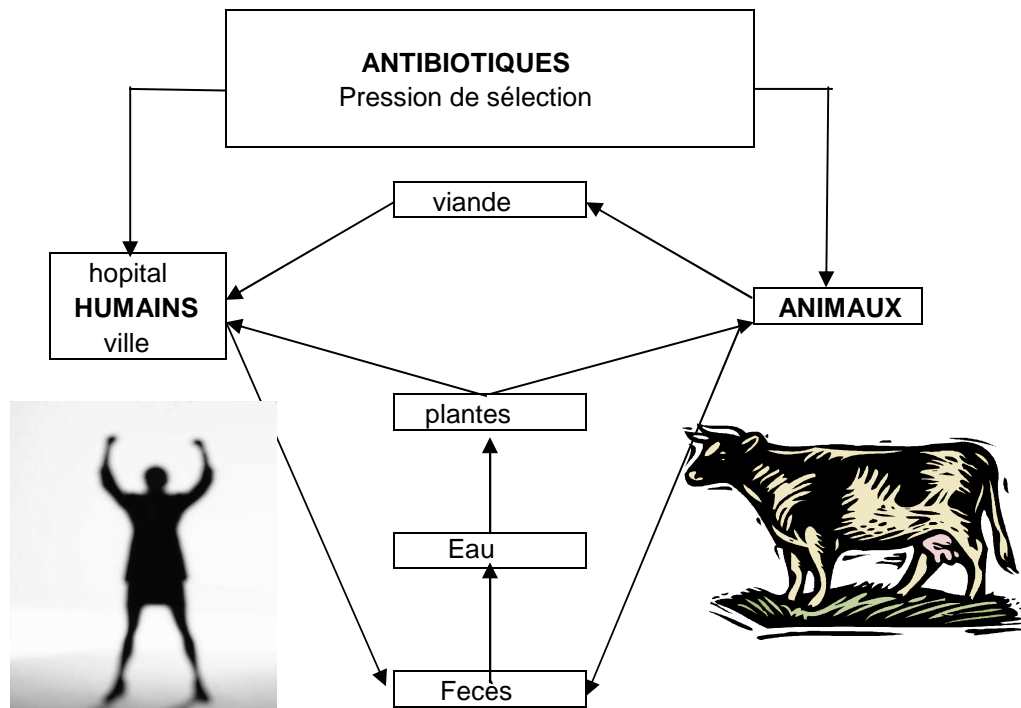 ANTIBIOTIQUES
Pression de sélection
viande
hopital
HUMAINS
ville
ANIMAUX
plantes
Eau
Feces